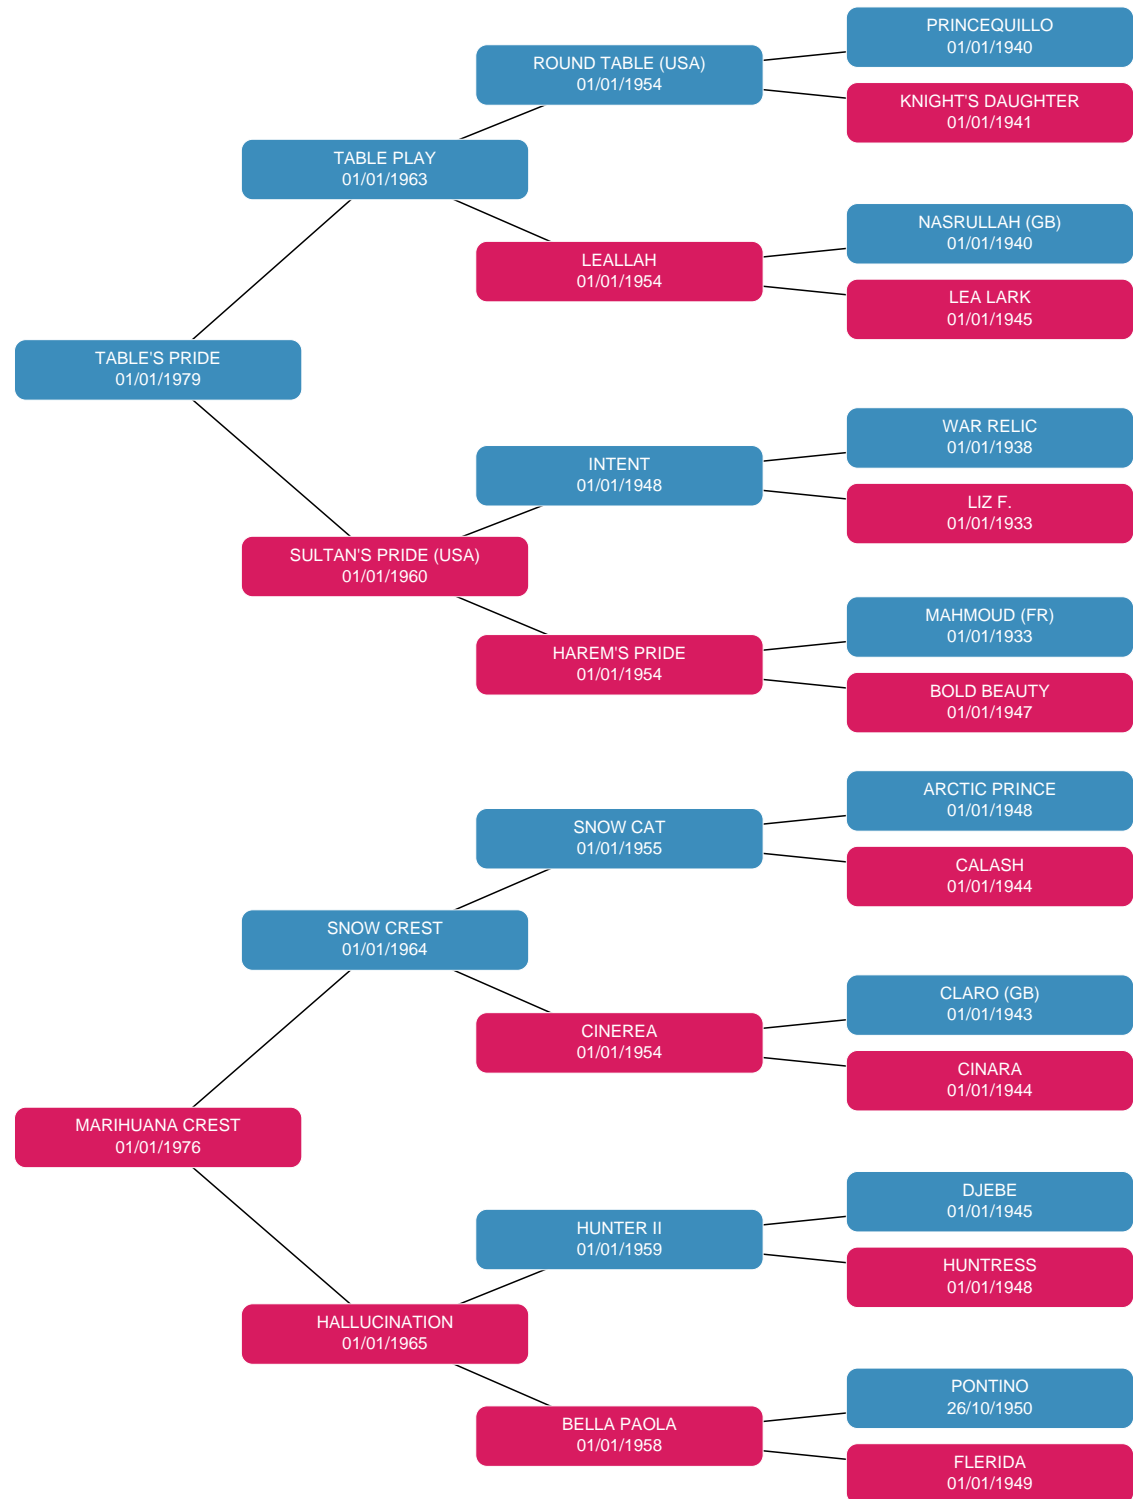 PRINCEQUILLO
01/01/1940
ROUND TABLE (USA)
01/01/1954
KNIGHT'S DAUGHTER
01/01/1941
TABLE PLAY
01/01/1963
NASRULLAH (GB)
01/01/1940
LEALLAH
01/01/1954
LEA LARK
01/01/1945
TABLE'S PRIDE
01/01/1979
WAR RELIC
01/01/1938
INTENT
01/01/1948
LIZ F.
01/01/1933
SULTAN'S PRIDE (USA)
01/01/1960
MAHMOUD (FR)
01/01/1933
HAREM'S PRIDE
01/01/1954
BOLD BEAUTY
01/01/1947
ARCTIC PRINCE
01/01/1948
SNOW CAT
01/01/1955
CALASH
01/01/1944
SNOW CREST
01/01/1964
CLARO (GB)
01/01/1943
CINEREA
01/01/1954
CINARA
01/01/1944
MARIHUANA CREST
01/01/1976
DJEBE
01/01/1945
HUNTER II
01/01/1959
HUNTRESS
01/01/1948
HALLUCINATION
01/01/1965
PONTINO
26/10/1950
BELLA PAOLA
01/01/1958
FLERIDA
01/01/1949